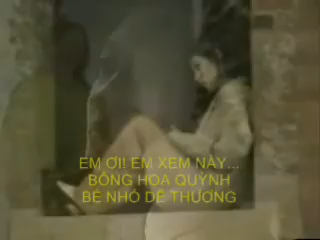 EM ƠI! EM XEM NÀY...
BÔNG HOA QUỲNH
BÉ NHỎ DỄ THƯƠNG